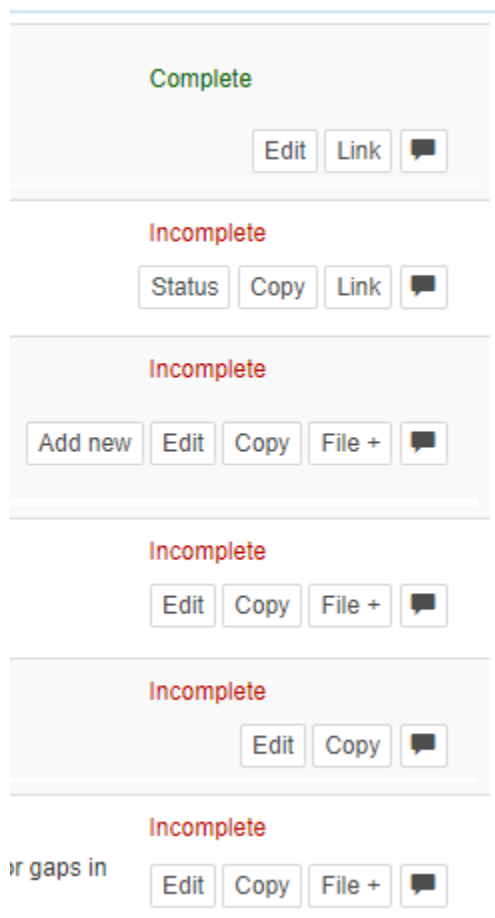 Complete
Edit Link
Incomplete
Status Copy Link
Incomplete
Add new Edit Copy File +
Incomplete
Edit Copy File +
Incomplete
Edit Copy
Incomplete
gaps in
Edit Copy File +